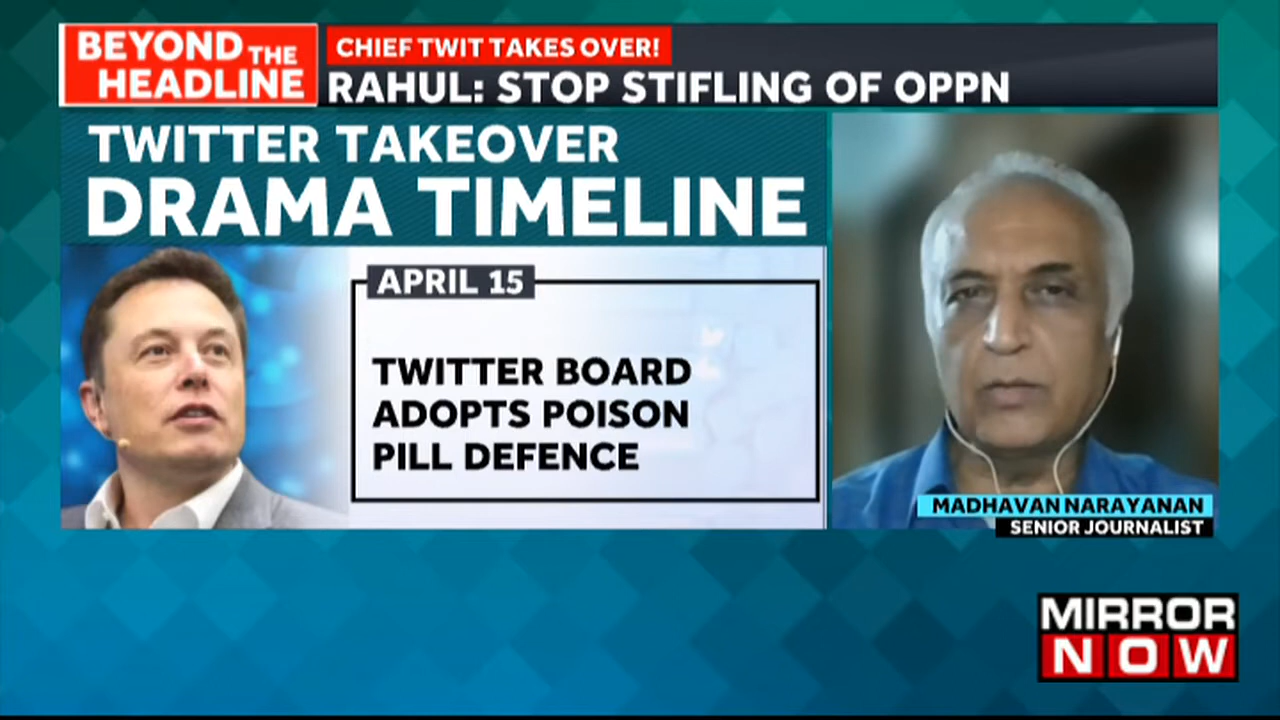 BEYOND THE
HEADLINE
CHIEF TWIT TAKES OVER!
RAHUL: STOP STIFLING OF OPPN
TWITTER TAKEOVER
DRAMA TIMELINE
APRIL 15
TWITTER BOARD
ADOPTS POISON
PILL DEFENCE
MADHAVAN NARAYANAN
SENIOR JOURNALIST
MIRROR
NOW